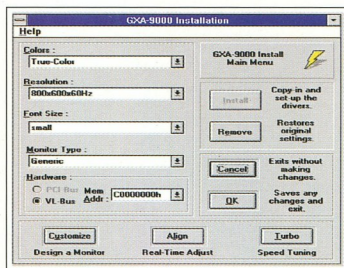 GXA-9000 Installation
Help
Colors :
True-Color
Resolution :
800x600x60Hz
Font Size :
small
Monitor Type :
Generic
Hardware :
PCI-Bus
VL-Bus
Mem
Addr :
C0000000h
GXA-9000 Install
Main Menu
Install
Copy-in and
set-up the
drivers.
Remove
Restores
original
settings.
Cancel
Exits without
making
changes.
OK
Saves any
changes and
exit.
Customize
Design a Monitor
Align
Real-Time Adjust
Turbo
Speed Tuning